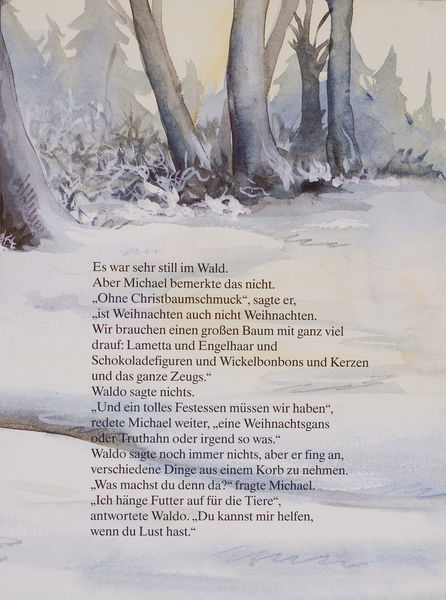 Es war sehr still im Wald.
Aber Michael bemerkte das nicht.
„Ohne Christbaumschmuck“, sagte er,
„ist Weihnachten auch nicht Weihnachten.
Wir brauchen einen großen Baum mit ganz viel
drauf: Lametta und Engelhaar und
Schokoladefiguren und Wickelbonbons und Kerzen
und das ganze Zeugs.“
Waldo sagte nichts.
„Und ein tolles Festessen müssen wir haben“,
redete Michael weiter, „eine Weihnachtsgans
oder Truthahn oder irgend so was.“
Waldo sagte noch immer nichts, aber er fing an,
verschiedene Dinge aus einem Korb zu nehmen.
„Was machst du denn da?“ fragte Michael.
„Ich hänge Futter auf für die Tiere“,
antwortete Waldo. „Du kannst mir helfen,
wenn du Lust hast.“